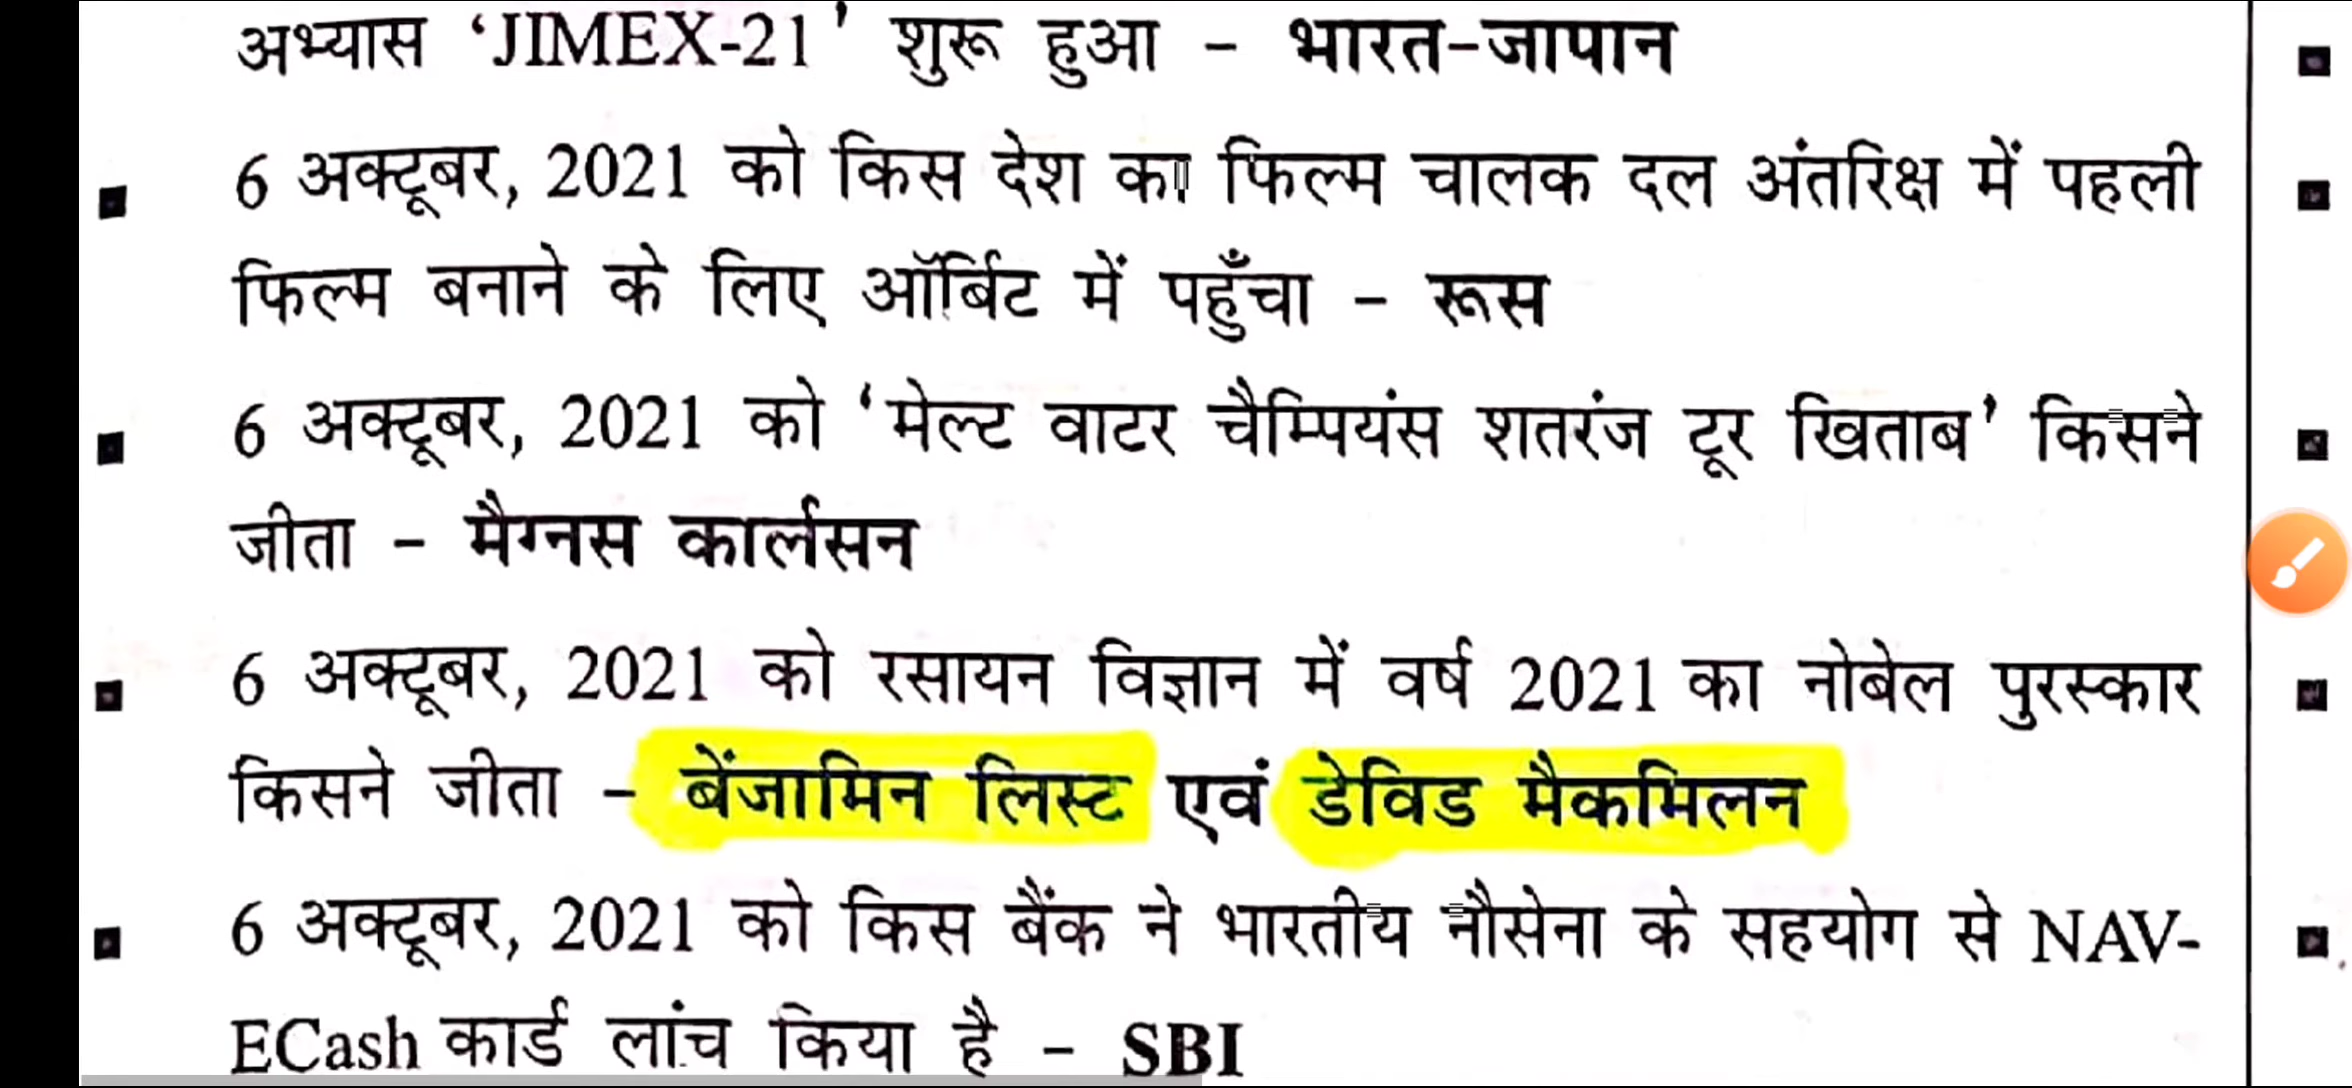 अभ्यास ‘JIMEX-21’ शुरू हुआ – भारत-जापान
6 अक्टूबर, 2021 को किस देश का फिल्म चालक दल अंतरिक्ष में पहली
फिल्म बनाने के लिए ऑर्बिट में पहुँचा – रूस
6 अक्टूबर, 2021 को ‘मेल्ट वाटर चैम्पियंस शतरंज टूर खिताब’ किसने
जीता – मैग्नस कार्लसन
6 अक्टूबर, 2021 को रसायन विज्ञान में वर्ष 2021 का नोबेल पुरस्कार
किसने जीता – बेंजामिन लिस्ट एवं डेविड मैकमिलन
6 अक्टूबर, 2021 को किस बैंक ने भारतीय नौसेना के सहयोग से NAV-
ECash कार्ड लांच किया है – SBI